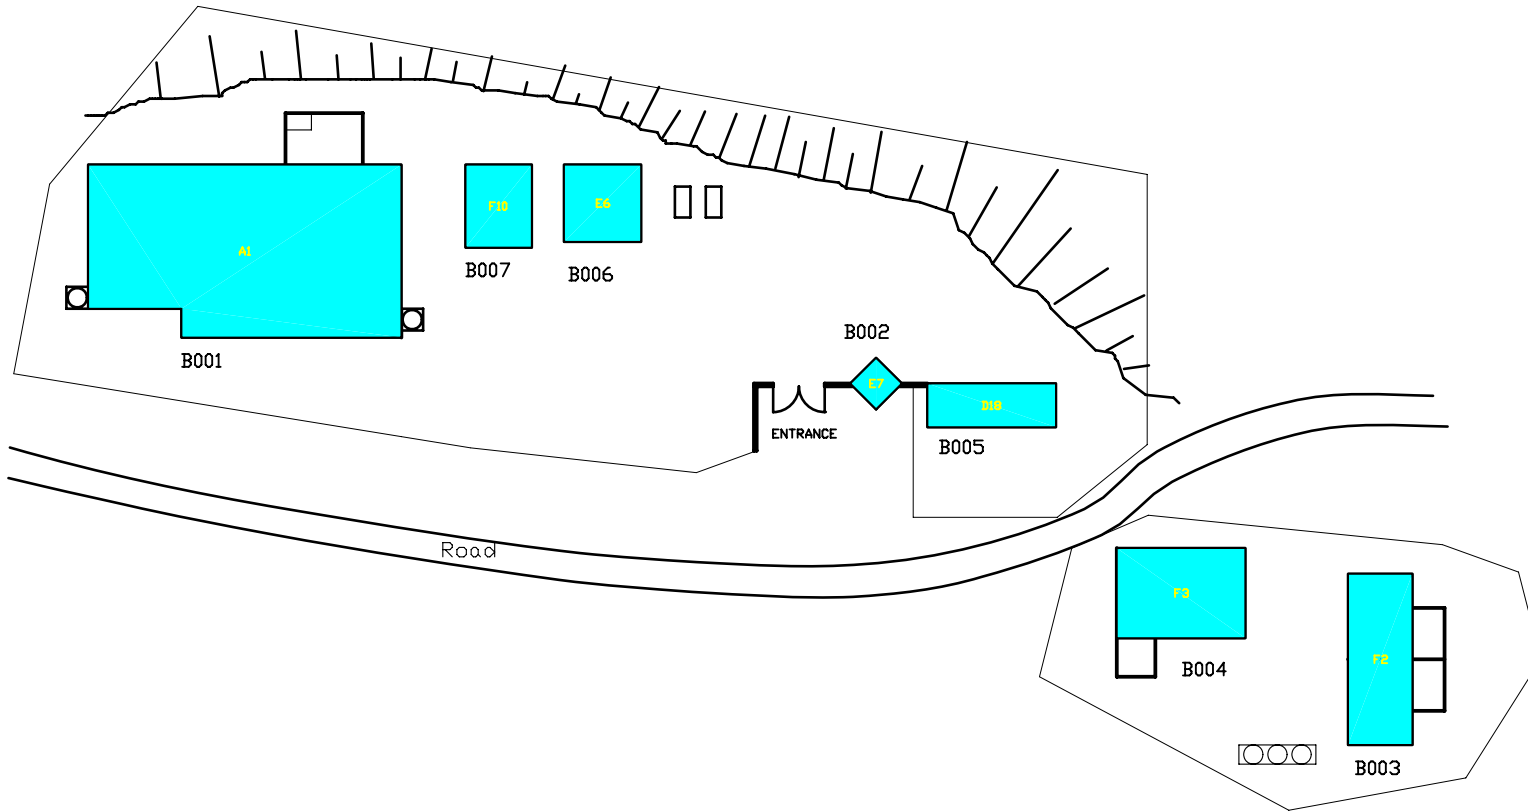 F10
E6
A1
B007
B006
B002
B001
E7
D18
ENTRANCE
B005
Road
F3
F2
B004
B003